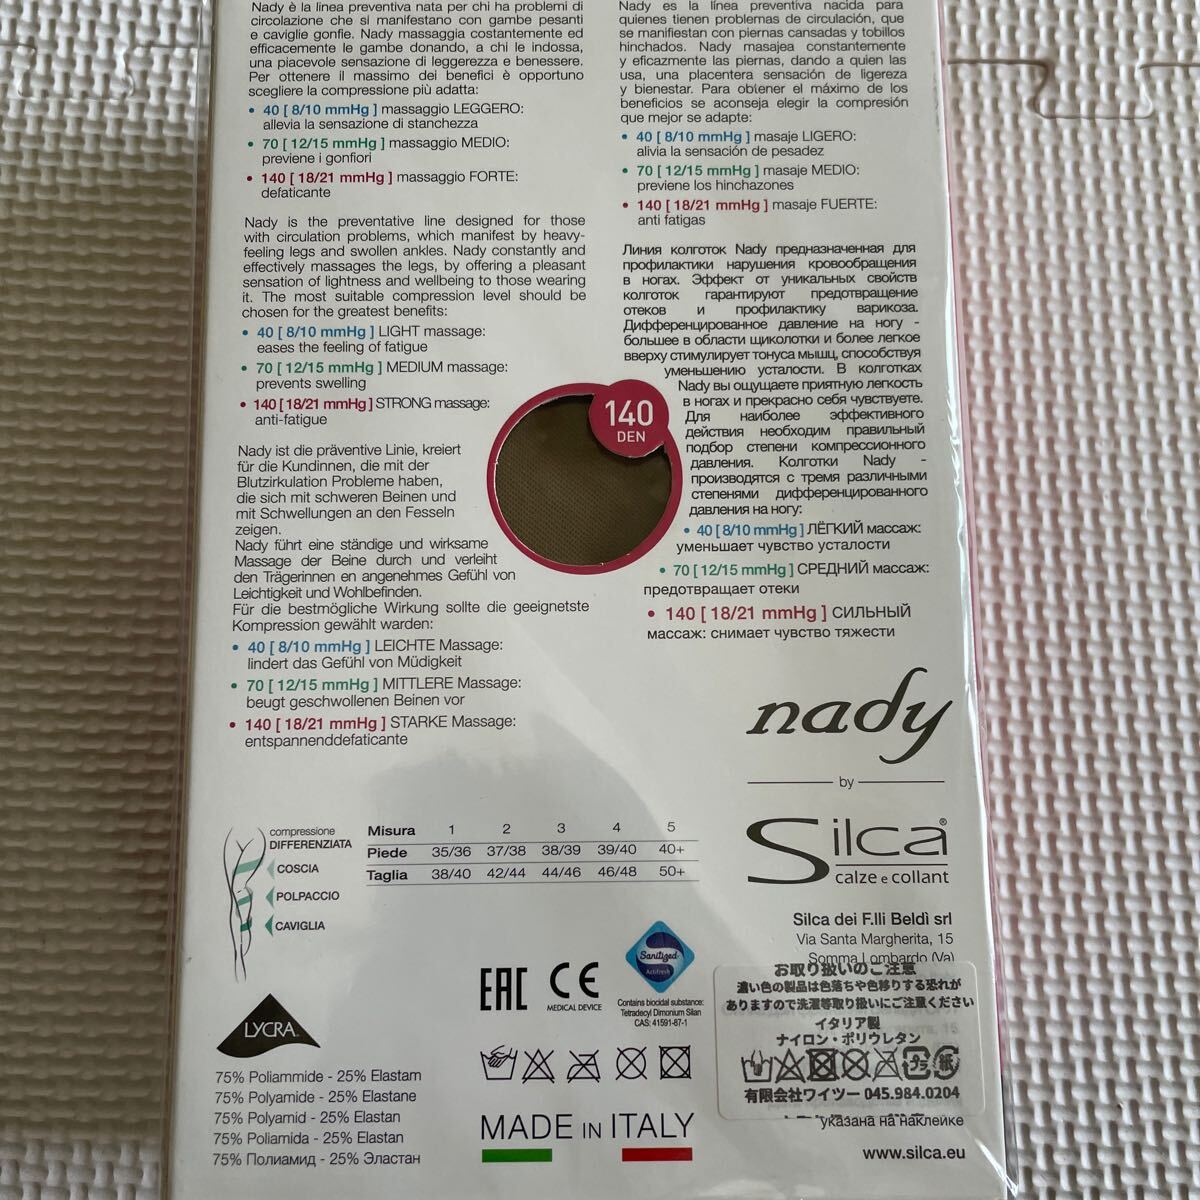 Nady è la linea preventiva nata per chi ha problemi di
circolazione che si manifestano con gambe pesanti
e caviglie gonfie. Nady massaggia costantemente ed
efficacemente le gambe donando, a chi le indossa,
una piacevole sensazione di leggerezza e benessere.
Per ottenere il massimo dei benefici è opportuno
scegliere la compressione più adatta:
• 40 [ 8/10 mmHg ] massaggio LEGGERO:
allevia la sensazione di stanchezza
• 70 [ 12/15 mmHg ] massaggio MEDIO:
previene i gonfiori
• 140 [ 18/21 mmHg ] massaggio FORTE:
defaticante
Nady is the preventative line designed for those
with circulation problems, which manifest by heavy-
feeling legs and swollen ankles. Nady constantly and
effectively massages the legs, by offering a pleasant
sensation of lightness and wellbeing to those wearing
it. The most suitable compression level should be
chosen for the greatest benefits:
• 40 [ 8/10 mmHg ] LIGHT massage:
eases the feeling of fatigue
• 70 [ 12/15 mmHg ] MEDIUM massage:
prevents swelling
• 140 [ 18/21 mmHg ] STRONG massage:
anti-fatigue
Nady ist die präventive Linie, kreiert
für die Kundinnen, die mit der
Blutzirkulation Probleme haben,
die sich mit schweren Beinen und
mit Schwellungen an den Fesseln
zeigen.
Nady führt eine ständige und wirksame
Massage der Beine durch und verleiht
den Trägerinnen en angenehmes Gefühl von
Leichtigkeit und Wohlbefinden.
Für die bestmögliche Wirkung sollte die geeignetste
Kompression gewählt warden:
• 40 [ 8/10 mmHg ] LEICHTE Massage:
lindert das Gefühl von Müdigkeit
• 70 [ 12/15 mmHg ] MITTLERE Massage:
beugt geschwollenen Beinen vor
• 140 [ 18/21 mmHg ] STARKE Massage:
entspannenddefaticante
Nady es la línea preventiva nacida para
quienes tienen problemas de circulación, que
se manifiestan con piernas cansadas y tobillos
hinchados. Nady masajea constantemente
y eficazmente las piernas, dando a quien las
usa, una placentera sensación de ligereza
y bienestar. Para obtener el máximo de los
beneficios se aconseja elegir la compresión
que mejor se adapte:
• 40 [ 8/10 mmHg ] masaje LIGERO:
alivia la sensación de pesadez
• 70 [ 12/15 mmHg ] masaje MEDIO:
previene los hinchazones
• 140 [ 18/21 mmHg ] masaje FUERTE:
anti fatigas
Линия колготок Nady предназначенная для
профилактики нарушения кровообращения
в ногах. Эффект от уникальных свойств
колготок гарантируют предотвращение
отеков и профилактику варикоза.
Дифференцированное давление на ногу -
большее в области щиколотки и более легкое
вверху стимулирует тонуса мышц, способствуя
уменьшению усталости. В колготках
Nady вы ощущаете приятную легкость
в ногах и прекрасно себя чувствуете.
Для наиболее эффективного
действия необходим правильный
подбор степени компрессионного
давления. Колготки Nady -
производятся с тремя различными
степенями дифференцированного
давления на ногу:
• 40 [ 8/10 mmHg ] ЛЁГКИЙ массаж:
уменьшает чувство усталости
• 70 [ 12/15 mmHg ] СРЕДНИЙ массаж:
предотвращает отеки
• 140 [ 18/21 mmHg ] СИЛЬНЫЙ
массаж: снимает чувство тяжести
140
DEN
nady
by
Silca®
calze e collant
Silca dei F.lli Beldì srl
Via Santa Margherita, 15
Somma Lombardo (Va)
compressione
DIFFERENZIATA
COSCIA
POLPACCIO
CAVIGLIA
Misura 1 2 3 4 5
Piede 35/36 37/38 38/39 39/40 40+
Taglia 38/40 42/44 44/46 46/48 50+
LYCRA
75% Poliammide - 25% Elastam
75% Polyamide - 25% Elastane
75% Polyamid - 25% Elastan
75% Poliamida - 25% Elastan
75% Полиамид - 25% Эластан
EAC
CE
MEDICAL DEVICE
Sanitized®
Actifresh
Contains biocidal substance:
Tetradecyl Dimonium Silan
CAS: 41591-87-1
MADE IN ITALY
お取り扱いのご注意
濃い色の製品は色落ちや色移りする恐れが
ありますので洗濯等取り扱いにご注意ください
イタリア製
ナイロン・ポリウレタン
プラ 紙
有限会社ワイツー 045.984.0204
указана на наклейке
www.silca.eu